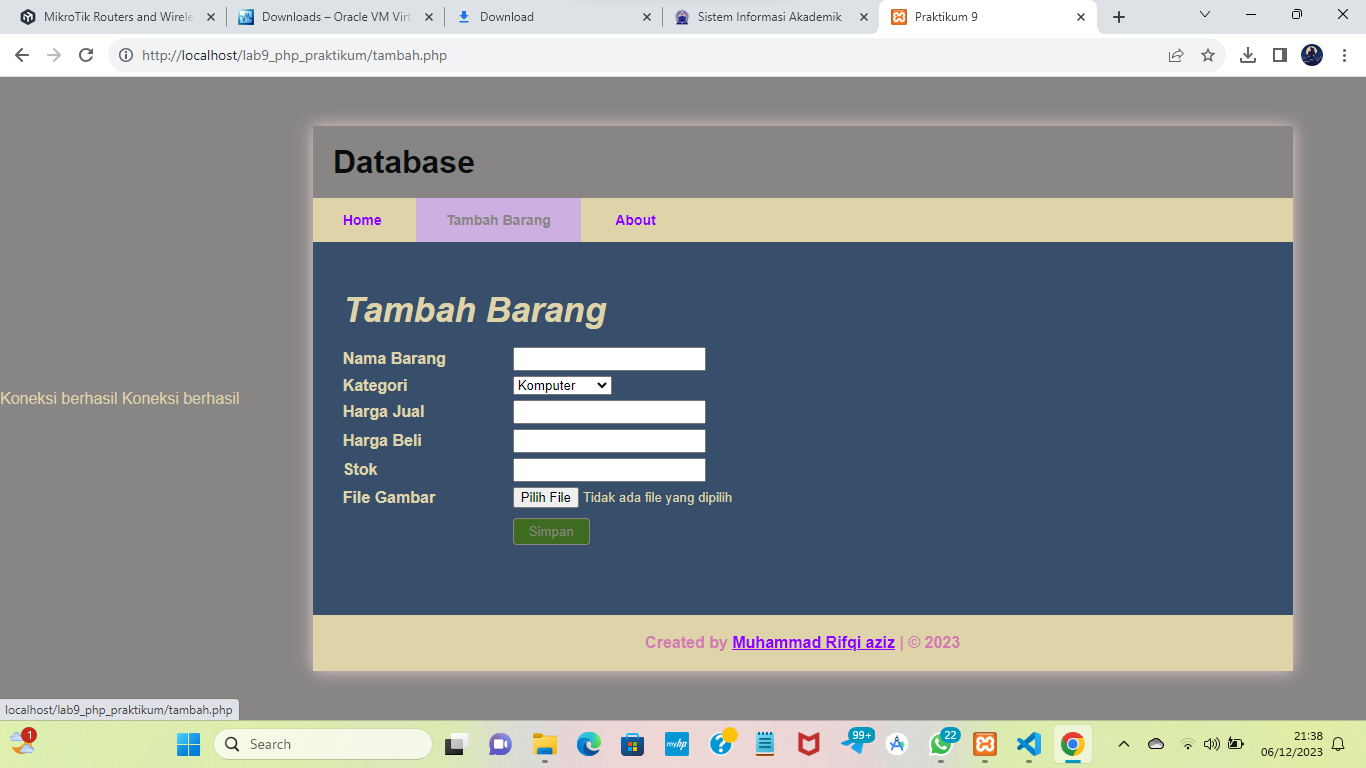 MikroTik Routers and Wirele
Downloads – Oracle VM Virt
Download
Sistem Informasi Akademik
Praktikum 9
http://localhost/lab9_php_praktikum/tambah.php
Database
Home
Tambah Barang
About
Tambah Barang
Nama Barang
Kategori
Komputer
Harga Jual
Harga Beli
Stok
File Gambar
Pilih File Tidak ada file yang dipilih
Simpan
Koneksi berhasil Koneksi berhasil
Created by Muhammad Rifqi aziz | © 2023
localhost/lab9_php_praktikum/tambah.php
1
Search
myhp
99+
22
21:38
06/12/2023